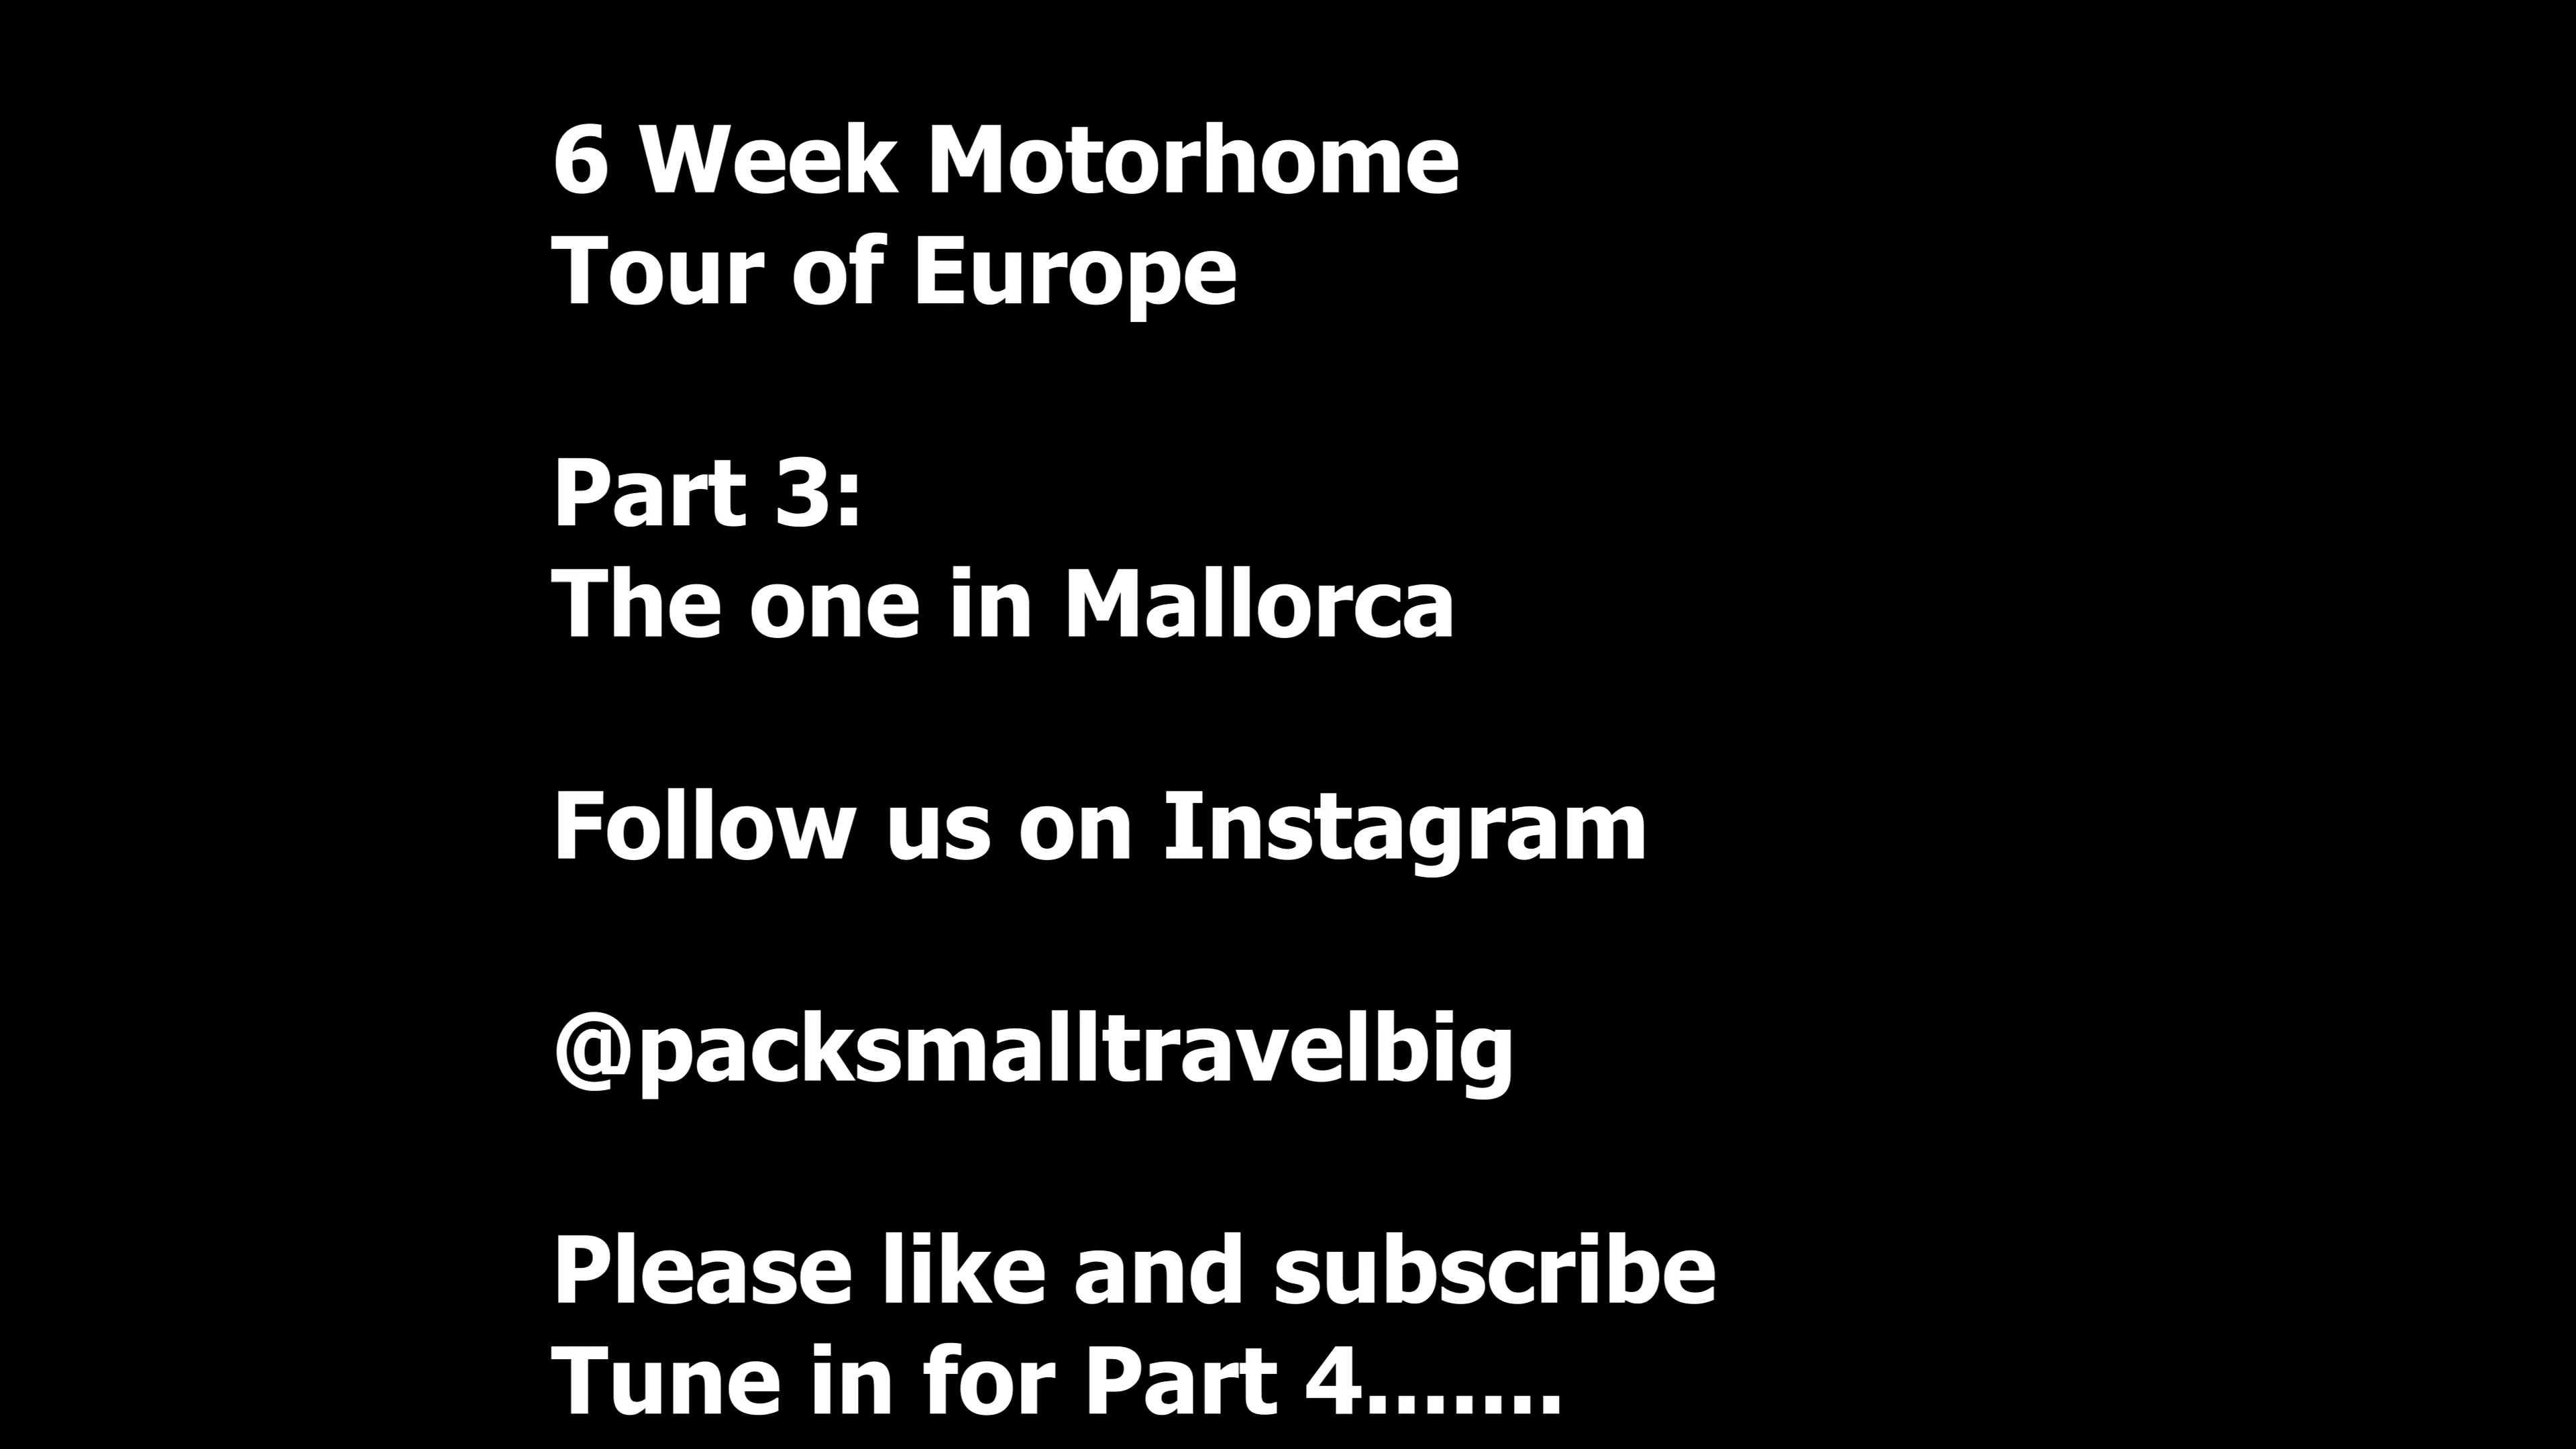 6 Week Motorhome
Tour of Europe
Part 3:
The one in Mallorca
Follow us on Instagram
@packsmalltravelbig
Please like and subscribe
Tune in for Part 4.......